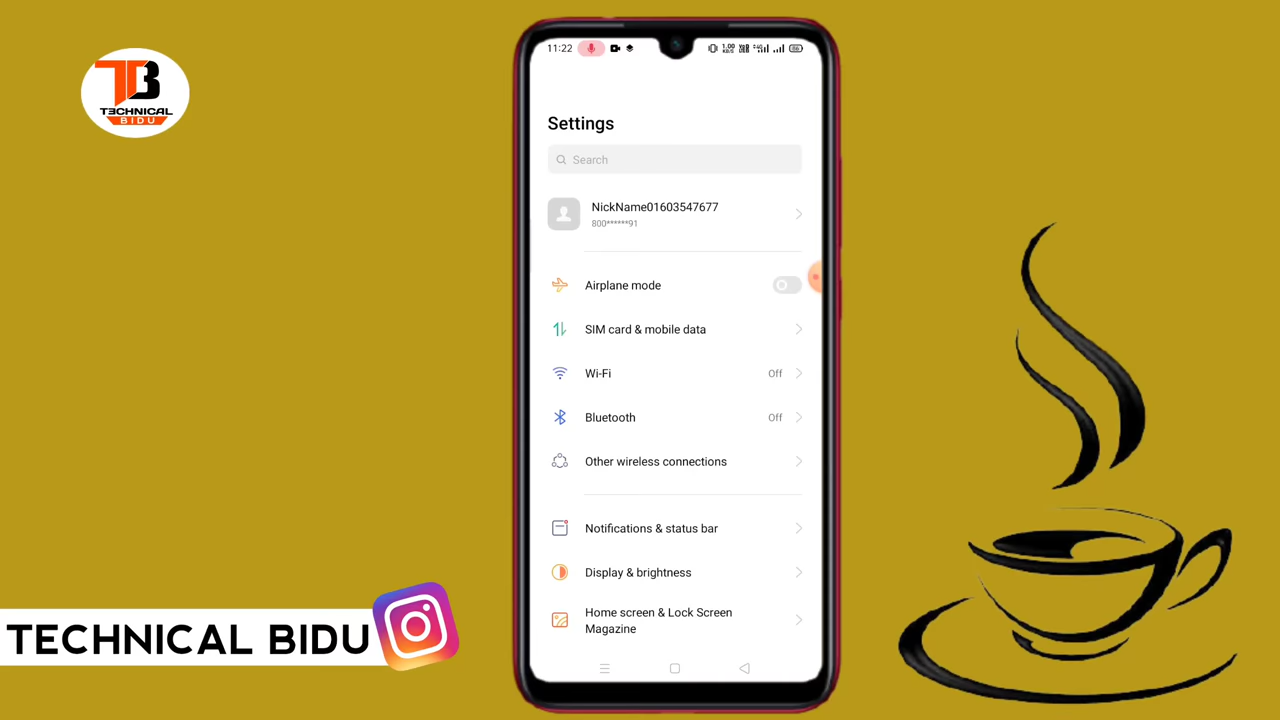 TB
TECHNICAL
BIDU
11:22
Settings
Search
NickName01603547677
800******91
Airplane mode
SIM card & mobile data
Wi-Fi
Off
Bluetooth
Off
Other wireless connections
Notifications & status bar
Display & brightness
Home screen & Lock Screen
Magazine
TECHNICAL BIDU